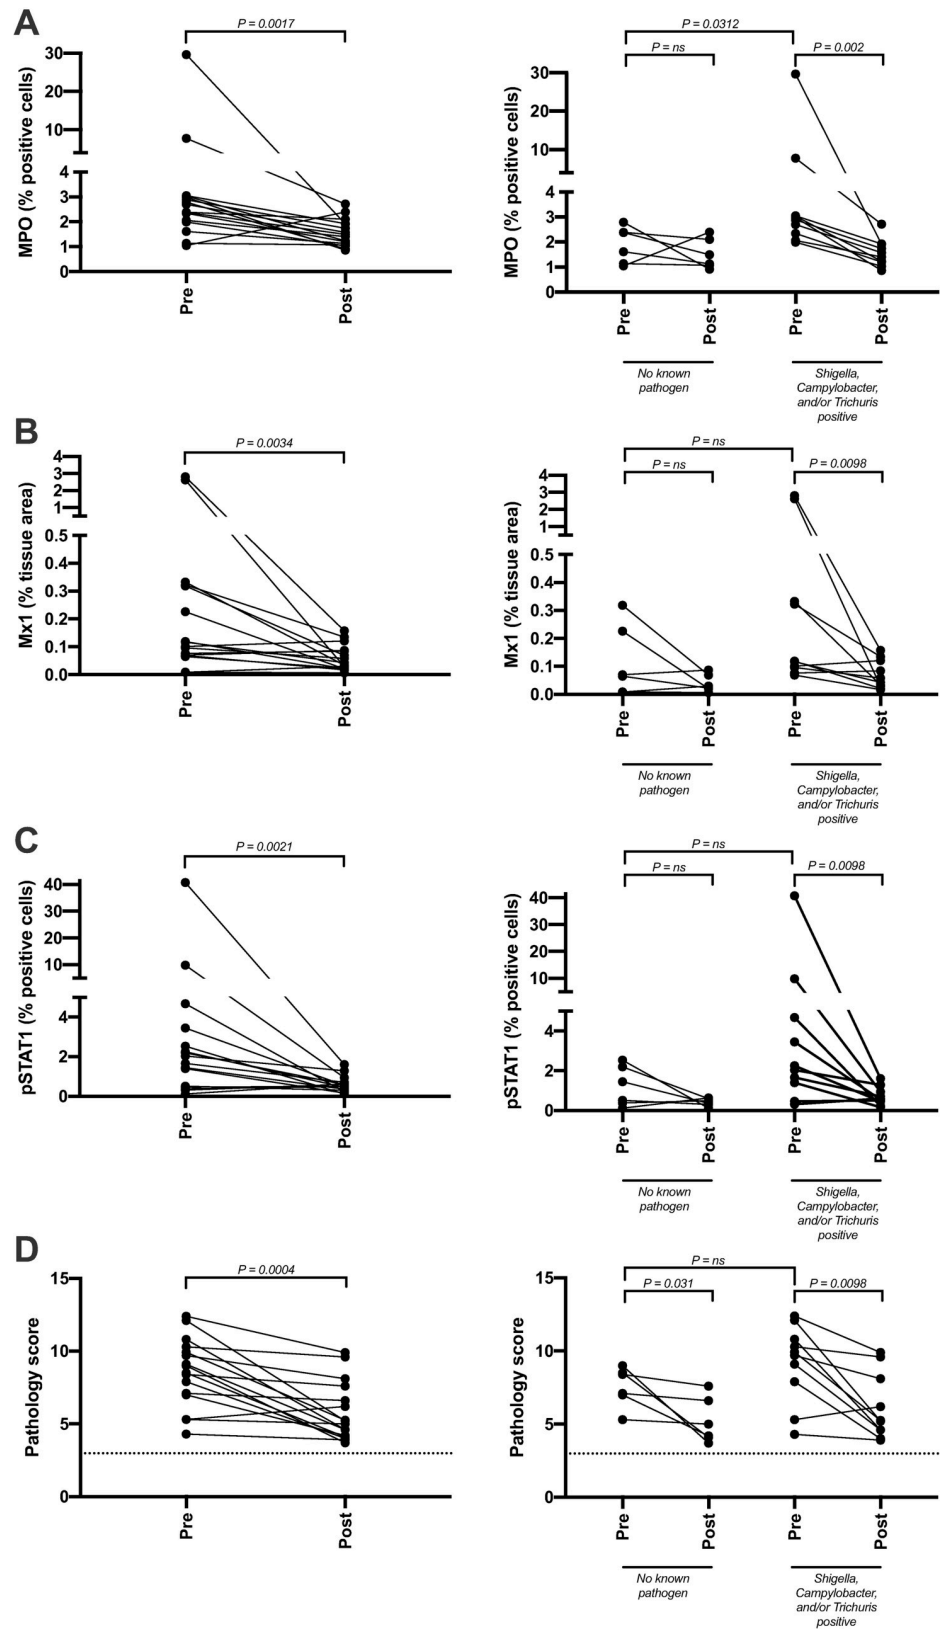 A
P = 0.0017
MPO (% positive cells)
30
20
10
4
3
2
1
0
Pre
Post
P = 0.0312
P = ns
P = 0.002
MPO (% positive cells)
30
20
10
4
3
2
1
0
Pre
Post
Pre
Post
No known
pathogen
Shigella,
Campylobacter,
and/or Trichuris
positive
B
P = 0.0034
Mx1 (% tissue area)
4
3
2
1
0.5
0.4
0.3
0.2
0.1
0.0
Pre
Post
P = ns
P = ns
P = 0.0098
Mx1 (% tissue area)
4
3
2
1
0.5
0.4
0.3
0.2
0.1
0.0
Pre
Post
Pre
Post
No known
pathogen
Shigella,
Campylobacter,
and/or Trichuris
positive
C
P = 0.0021
pSTAT1 (% positive cells)
40
30
20
10
4
2
0
Pre
Post
P = ns
P = ns
P = 0.0098
pSTAT1 (% positive cells)
40
30
20
10
4
2
0
Pre
Post
Pre
Post
No known
pathogen
Shigella,
Campylobacter,
and/or Trichuris
positive
D
P = 0.0004
Pathology score
15
10
5
0
Pre
Post
P = ns
P = 0.031
P = 0.0098
Pathology score
15
10
5
0
Pre
Post
Pre
Post
No known
pathogen
Shigella,
Campylobacter,
and/or Trichuris
positive